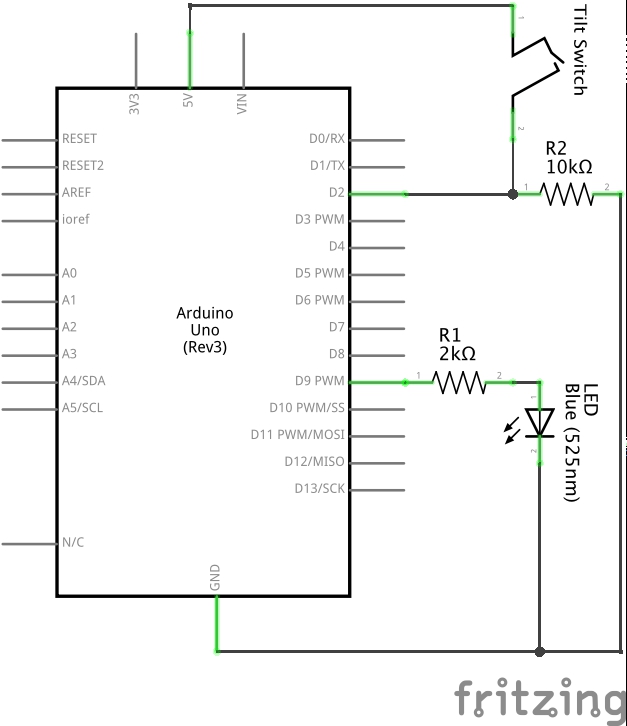 1
Tilt Switch
2
3V3
5V
VIN
RESET
RESET2
AREF
ioref
A0
A1
A2
A3
A4/SDA
A5/SCL
N/C
Arduino
Uno
(Rev3)
D0/RX
D1/TX
D2
D3 PWM
D4
D5 PWM
D6 PWM
D7
D8
D9 PWM
D10 PWM/SS
D11 PWM/MOSI
D12/MISO
D13/SCK
GND
R2
10kΩ
1
2
R1
2kΩ
1
2
1
2
LED
Blue (525nm)
fritzing